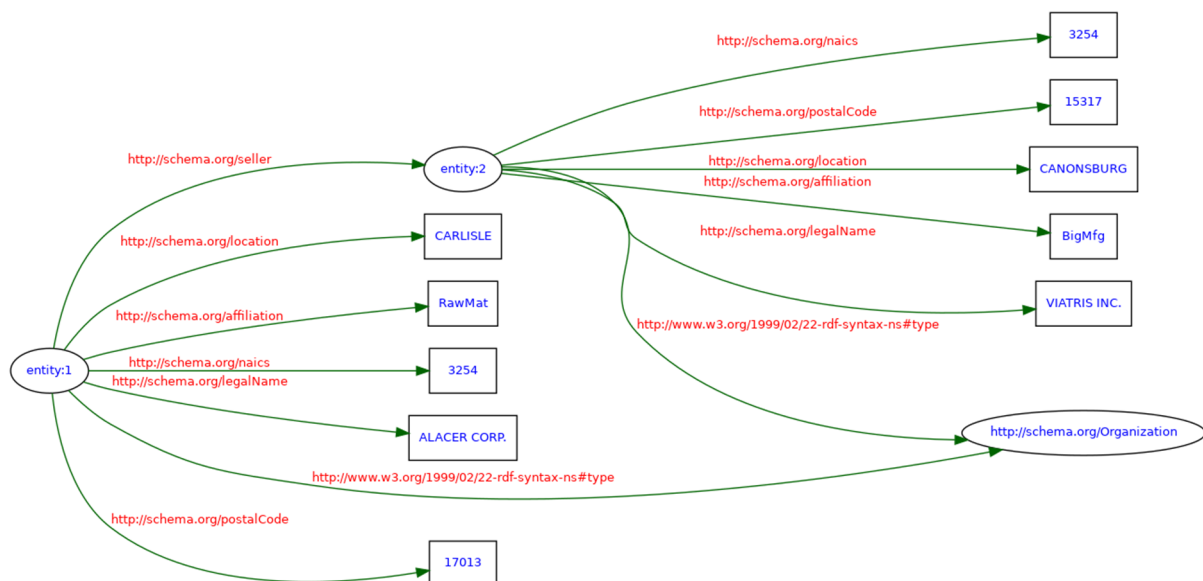 3254
http://schema.org/naics
15317
http://schema.org/postalCode
http://schema.org/seller
entity:2
http://schema.org/location
CANONSBURG
http://schema.org/affiliation
CARLISLE
http://schema.org/legalName
BigMfg
http://schema.org/location
RawMat
VIATRIS INC.
http://schema.org/affiliation
http://www.w3.org/1999/02/22-rdf-syntax-ns#type
http://schema.org/naics
entity:1
3254
http://schema.org/legalName
ALACER CORP.
http://schema.org/Organization
http://www.w3.org/1999/02/22-rdf-syntax-ns#type
http://schema.org/postalCode
17013